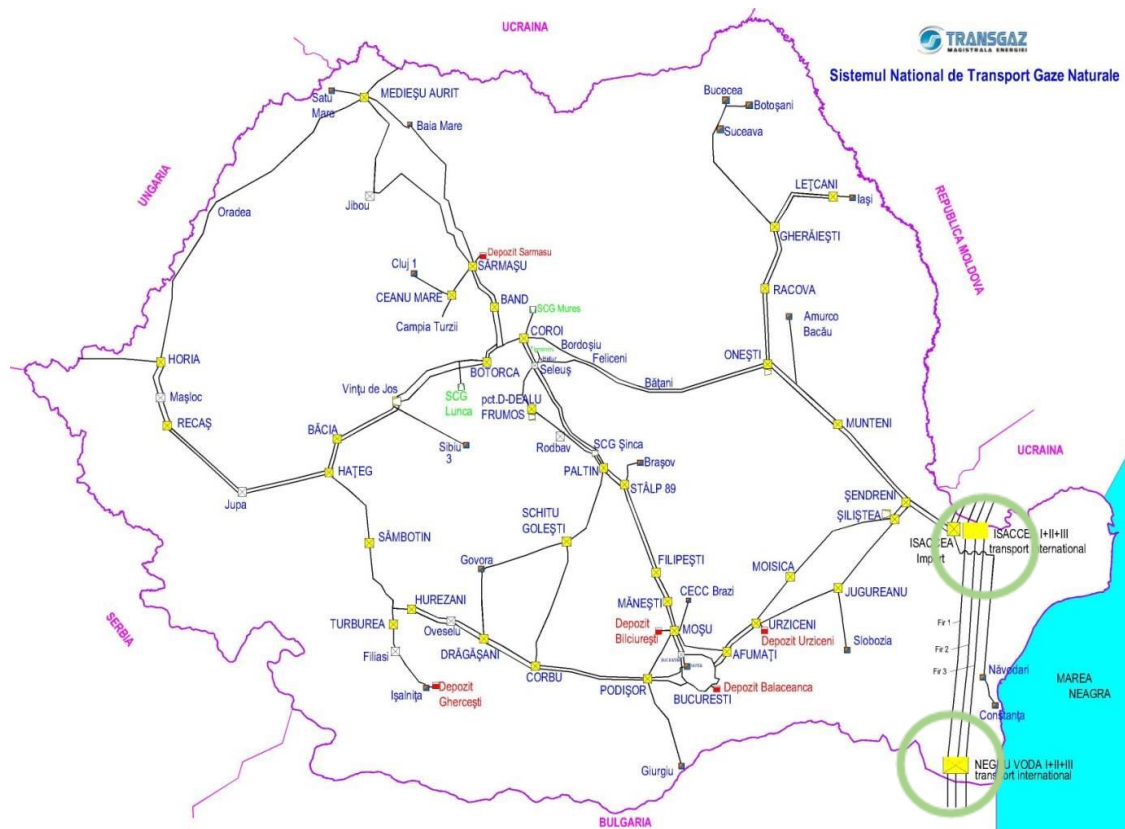 UCRAINA
TRANSGAZ
MAGISTRALA ENERGIEI
Sistemul National de Transport Gaze Naturale
Satu
Mare
MEDIEŞU AURIT
Baia Mare
Bucecea
Botoşani
Suceava
UNGARIA
Jibou
LEŢCANI
Iaşi
REPUBLICA MOLDOVA
Oradea
GHERĂIEŞTI
Depozit Sarmasu
Cluj 1
SĂRMAŞU
CEANU MARE
BAND
RACOVA
Campia Turzii
SCG Mures
Amurco
Bacău
COROI
Bordoşiu
HORIA
BOTORCA
Feliceni
ONEŞTI
Seleuş
Bățani
Maşloc
Vinţu de Jos
SCG
Lunca
pct.D-DEALU
FRUMOS
RECAŞ
BĂCIA
MUNTENI
Sibiu
3
Rodbav
SCG Şinca
UCRAINA
HAŢEG
PALTIN
Braşov
STÂLP 89
Jupa
ŞENDRENI
ŞILIŞTEA
SCHITU
GOLEŞTI
ISACCEA
Import
ISACCEA I+II+III
transport international
SÂMBOTIN
Govora
FILIPEŞTI
MOISICA
JUGUREANU
SERBIA
HUREZANI
MĂNEŞTI
CECC Brazi
TURBUREA
Oveselu
Depozit
Bilciureşti
MOŞU
URZICENI
Depozit Urziceni
Slobozia
Fir 1
Fir 2
Fir 3
Filiasi
DRĂGĂŞANI
AFUMAŢI
CORBU
PODIŞOR
BUCURESTI
Depozit Balaceanca
Năvodari
MAREA
NEAGRA
Işalniţa
Depozit
Gherceşti
Constanţa
Giurgiu
NEGRU VODA I+II+III
transport international
BULGARIA